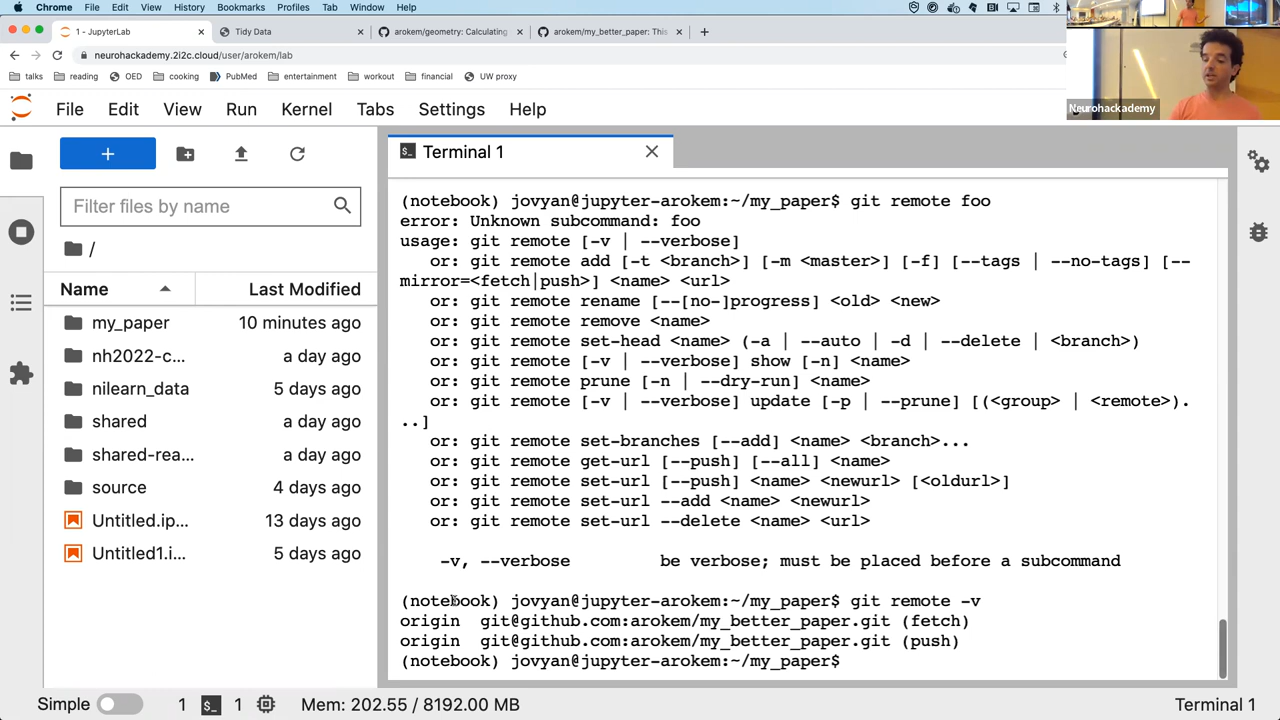 Chrome File Edit View History Bookmarks Profiles Tab Window Help
1 - JupyterLab
Tidy Data
arokem/geometry: Calculating
arokem/my_better_paper: This
neurohackademy.2i2c.cloud/user/arokem/lab
talks reading OED cooking PubMed entertainment workout financial UW proxy
Neurohackademy
File Edit View Run Kernel Tabs Settings Help
Terminal 1
Filter files by name
/
Name Last Modified
my_paper 10 minutes ago
nh2022-c... a day ago
nilearn_data 5 days ago
shared a day ago
shared-rea... a day ago
source 4 days ago
Untitled.ip... 13 days ago
Untitled1.i... 5 days ago
(notebook) jovyan@jupyter-arokem:~/my_paper$ git remote foo
error: Unknown subcommand: foo
usage: git remote [-v | --verbose]
or: git remote add [-t <branch>] [-m <master>] [-f] [--tags | --no-tags] [--
mirror=<fetch|push>] <name> <url>
or: git remote rename [--[no-]progress] <old> <new>
or: git remote remove <name>
or: git remote set-head <name> (-a | --auto | -d | --delete | <branch>)
or: git remote [-v | --verbose] show [-n] <name>
or: git remote prune [-n | --dry-run] <name>
or: git remote [-v | --verbose] update [-p | --prune] [(<group> | <remote>).
..]
or: git remote set-branches [--add] <name> <branch>...
or: git remote get-url [--push] [--all] <name>
or: git remote set-url [--push] <name> <newurl> [<oldurl>]
or: git remote set-url --add <name> <newurl>
or: git remote set-url --delete <name> <url>
-v, --verbose be verbose; must be placed before a subcommand
(notebook) jovyan@jupyter-arokem:~/my_paper$ git remote -v
origin git@github.com:arokem/my_better_paper.git (fetch)
origin git@github.com:arokem/my_better_paper.git (push)
(notebook) jovyan@jupyter-arokem:~/my_paper$
Simple 1 1 Mem: 202.55 / 8192.00 MB Terminal 1